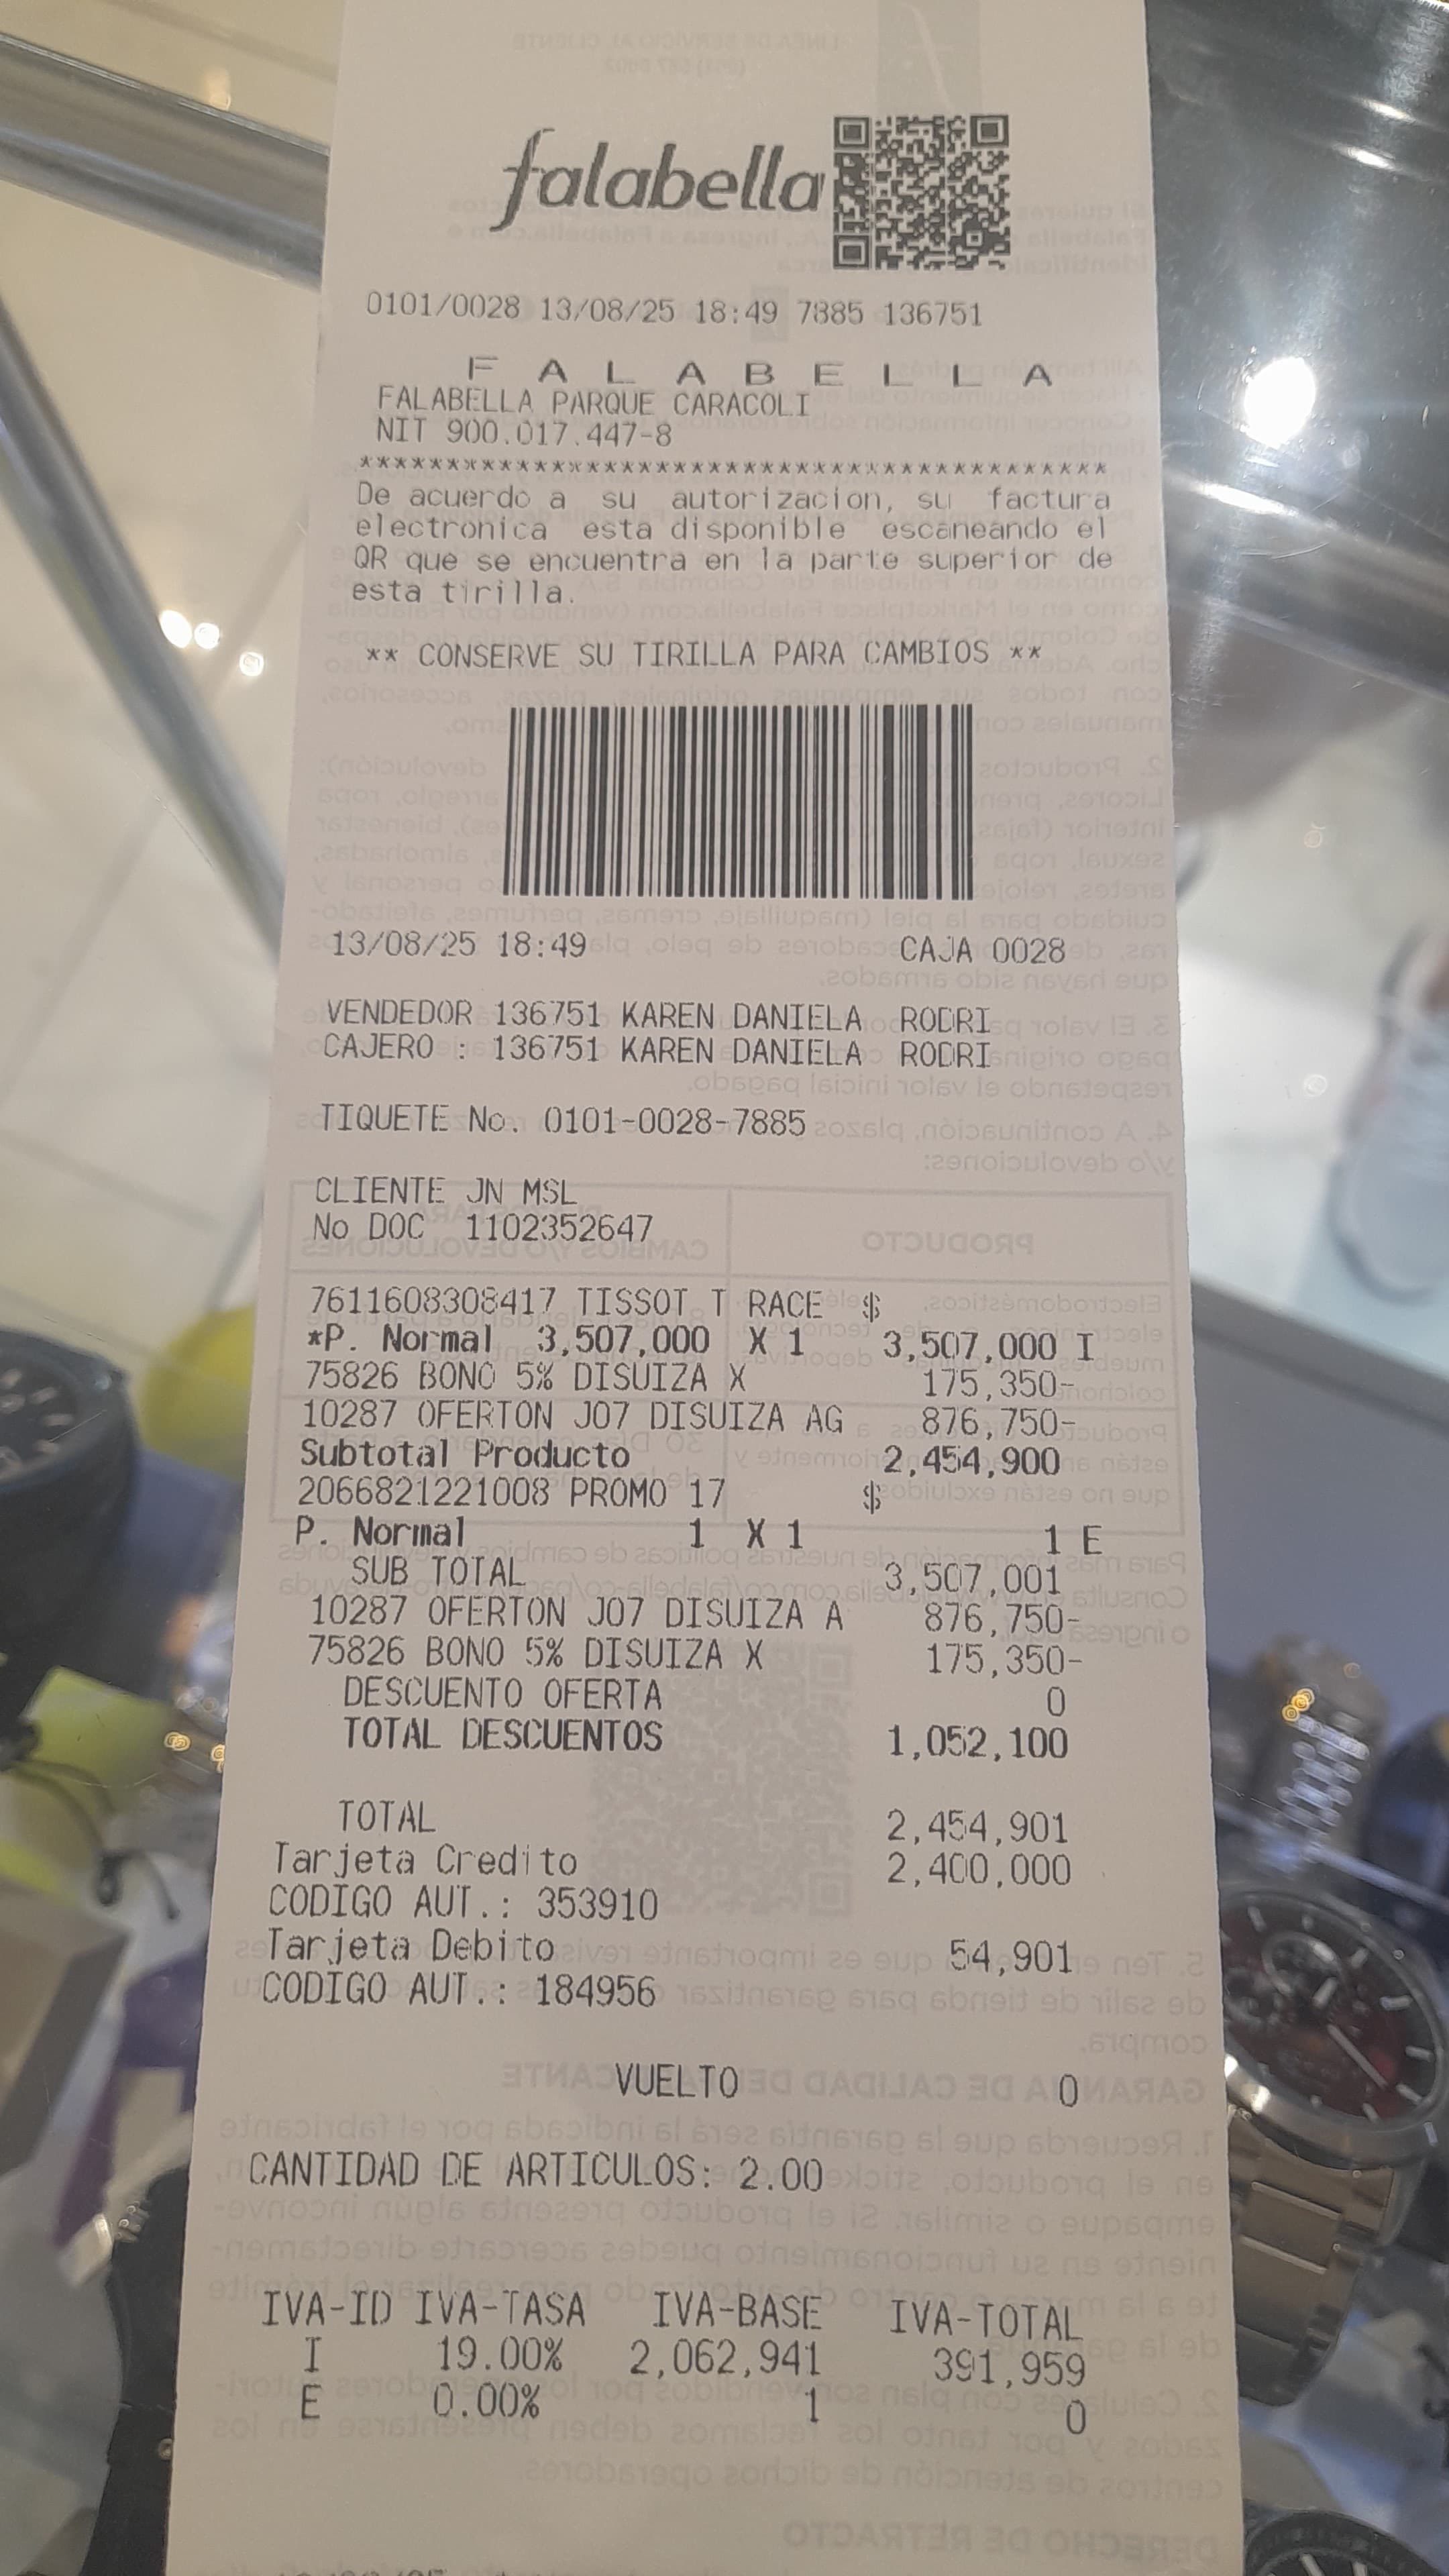 falabella
0101/0028 13/08/25 18:49 7885 136751
F A L A B E L L A
FALABELLA PARQUE CARACOLI
NIT 900.017.447-8
*******************************************
De acuerdo a su autorizacion, su factura
electronica esta disponible escaneando el
QR que se encuentra en la parte superior de
esta tirilla.
** CONSERVE SU TIRILLA PARA CAMBIOS **
13/08/25 18:49 CAJA 0028
VENDEDOR 136751 KAREN DANIELA RODRI
CAJERO : 136751 KAREN DANIELA RODRI
TIQUETE No. 0101-0028-7885
CLIENTE JN MSL
No DOC 1102352647
7611608308417 TISSOT T RACE $
*P. Normal 3,507,000 X 1 3,507,000 I
75826 BONO 5% DISUIZA X 175,350-
10287 OFERTON JO7 DISUIZA AG 876,750-
Subtotal Producto 2,454,900
2066821221008 PROMO 17 $
P. Normal 1 X 1 1 E
SUB TOTAL 3,507,001
10287 OFERTON JO7 DISUIZA A 876,750-
75826 BONO 5% DISUIZA X 175,350-
DESCUENTO OFERTA 0
TOTAL DESCUENTOS 1,052,100
TOTAL 2,454,901
Tarjeta Credito 2,400,000
CODIGO AUT.: 353910
Tarjeta Debito 54,901
CODIGO AUT.: 184956
VUELTO 0
CANTIDAD DE ARTICULOS: 2.00
IVA-ID IVA-TASA IVA-BASE IVA-TOTAL
I 19.00% 2,062,941 391,959
E 0.00% 1 0